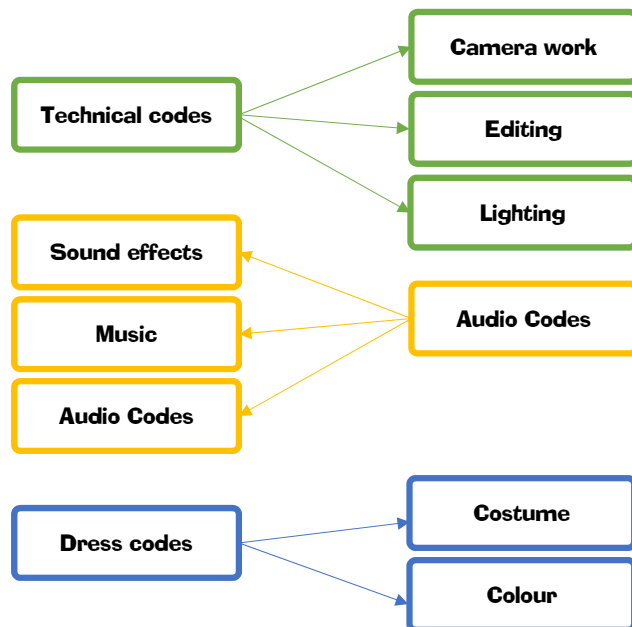 Technical codes
Camera work
Editing
Lighting
Sound effects
Music
Audio Codes
Audio Codes
Dress codes
Costume
Colour